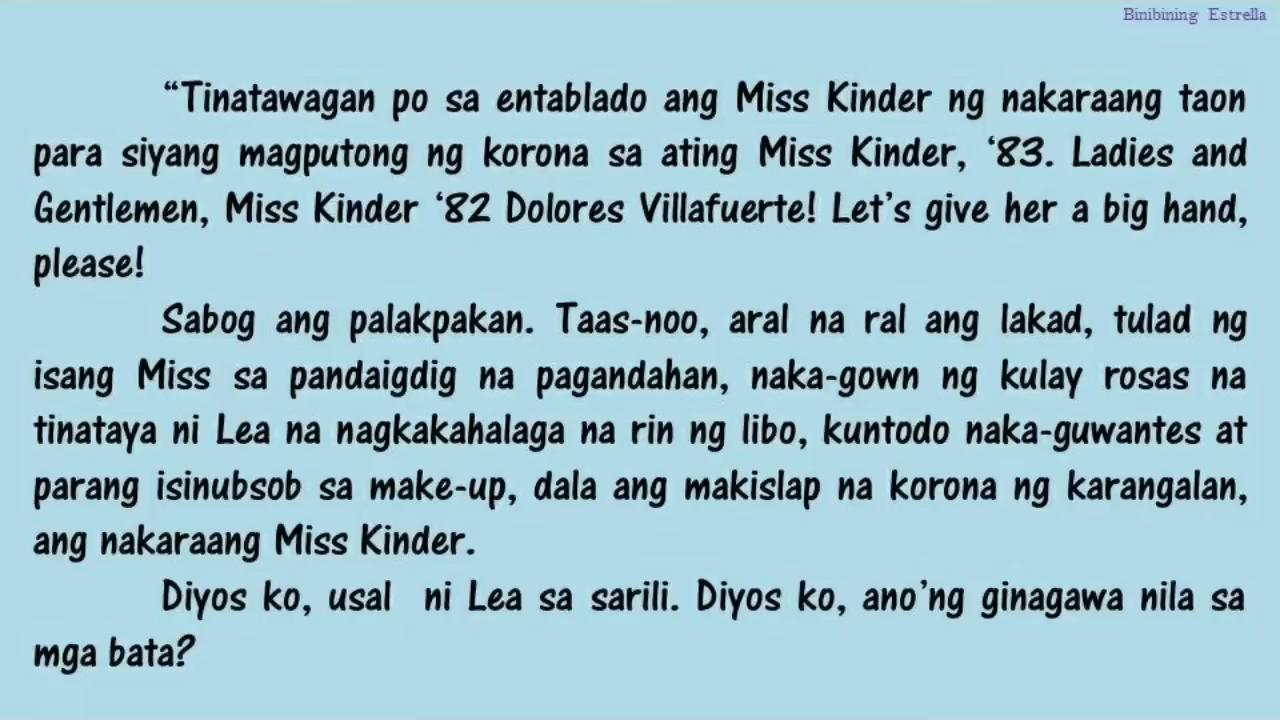 Binibining Estrella
“Tinatawagan po sa entablado ang Miss Kinder ng nakaraang taon
para siyang magputong ng korona sa ating Miss Kinder, ‘83. Ladies and
Gentlemen, Miss Kinder ‘82 Dolores Villafuerte! Let’s give her a big hand,
please!
Sabog ang palakpakan. Taas-noo, aral na ral ang lakad, tulad ng
isang Miss sa pandaigdig na pagandahan, naka-gown ng kulay rosas na
tinataya ni Lea na nagkakahalaga na rin ng libo, kuntodo naka-guwantes at
parang isinubsob sa make-up, dala ang makislap na korona ng karangalan,
ang nakaraang Miss Kinder.
Diyos ko, usal ni Lea sa sarili. Diyos ko, ano’ng ginagawa nila sa
mga bata?